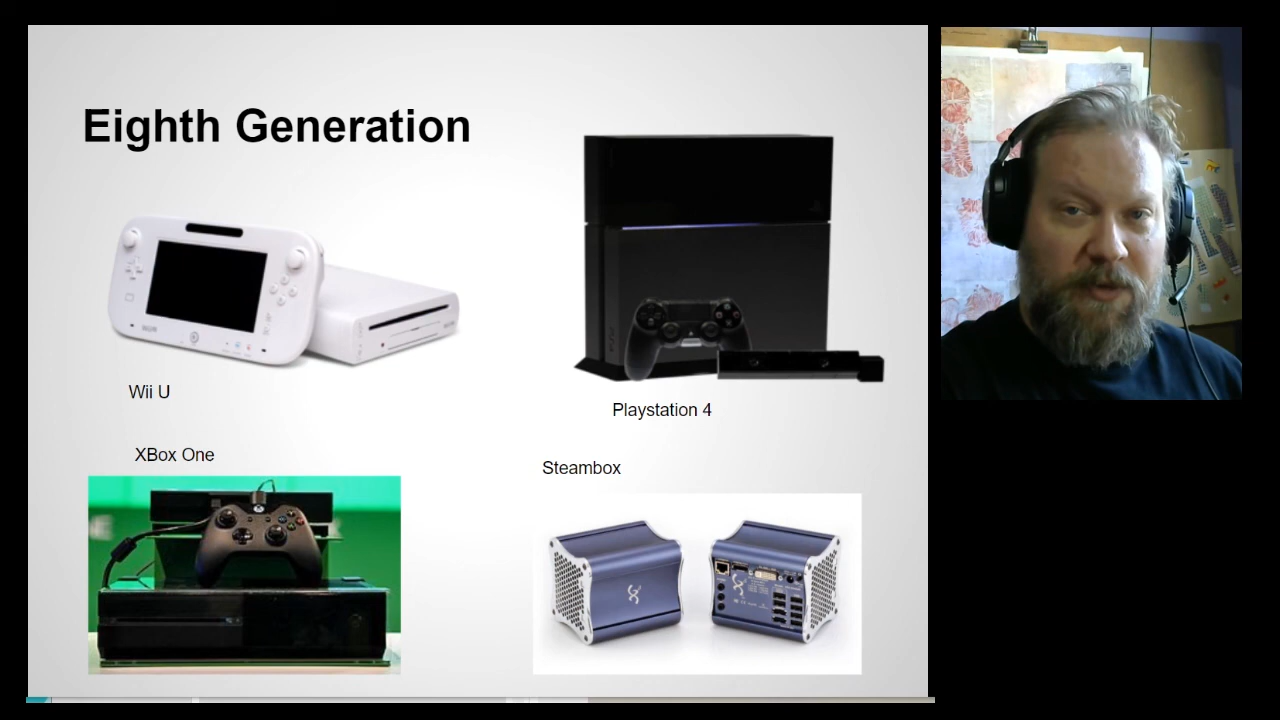 Eighth Generation
Wii U
Playstation 4
XBox One
Steambox